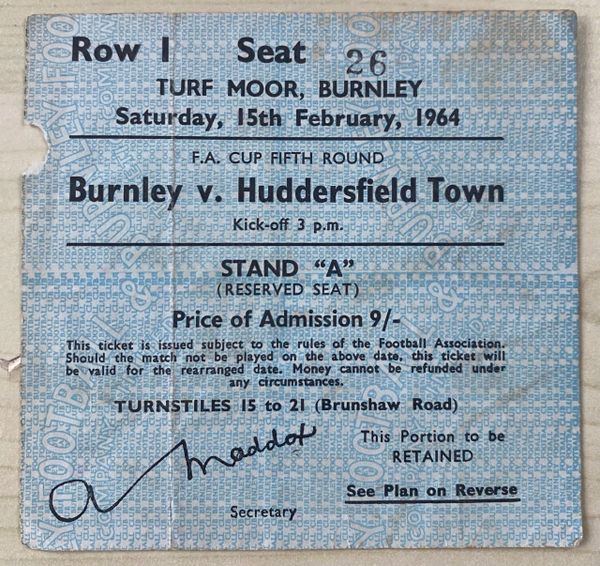 Row 1 Seat 26
TURF MOOR, BURNLEY
Saturday, 15th February, 1964
F.A. CUP FIFTH ROUND
Burnley v. Huddersfield Town
Kick-off 3 p.m.
STAND "A"
(RESERVED SEAT)
Price of Admission 9/-
This ticket is issued subject to the rules of the Football Association.
Should the match not be played on the above date, this ticket will
be valid for the rearranged date. Money cannot be refunded under
any circumstances.
TURNSTILES 15 to 21 (Brunshaw Road)
a Maddox
Secretary
This Portion to be
RETAINED
See Plan on Reverse